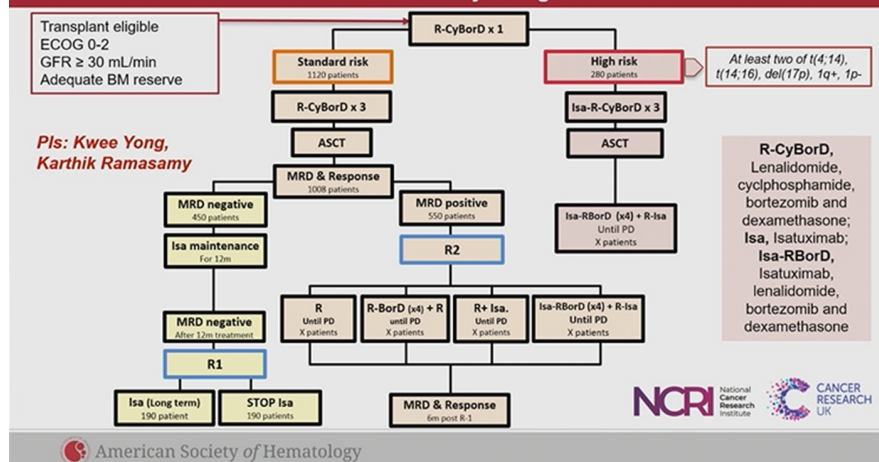 R-CyBorD x 1
Transplant eligible
ECOG 0-2
GFR ≥ 30 mL/min
Adequate BM reserve
Standard risk
1120 patients
High risk
280 patients
At least two of t(4;14),
t(14;16), del(17p), 1q+, 1p-
R-CyBorD x 3
Isa-R-CyBorD x 3
ASCT
ASCT
PIs: Kwee Yong,
Karthik Ramasamy
MRD & Response
1008 patients
MRD negative
450 patients
MRD positive
550 patients
Isa-RBorD (x4) + R-Isa
Until PD
X patients
Isa maintenance
For 12m
R2
R
Until PD
X patients
R-BorD (x4) + R
until PD
X patients
R+ Isa.
Until PD
X patients
Isa-RBorD (x4) + R-Isa
Until PD
X patients
MRD negative
After 12m treatment
R1
Isa (Long term)
190 patient
STOP Isa
190 patients
MRD & Response
6m post R-1
R-CyBorD,
Lenalidomide,
cyclphosphamide,
bortezomib and
dexamethasone;
Isa, Isatuximab;
Isa-RBorD,
Isatuximab,
lenalidomide,
bortezomib and
dexamethasone
NCRI
National
Cancer
Research
Institute
CANCER
RESEARCH
UK
American Society of Hematology